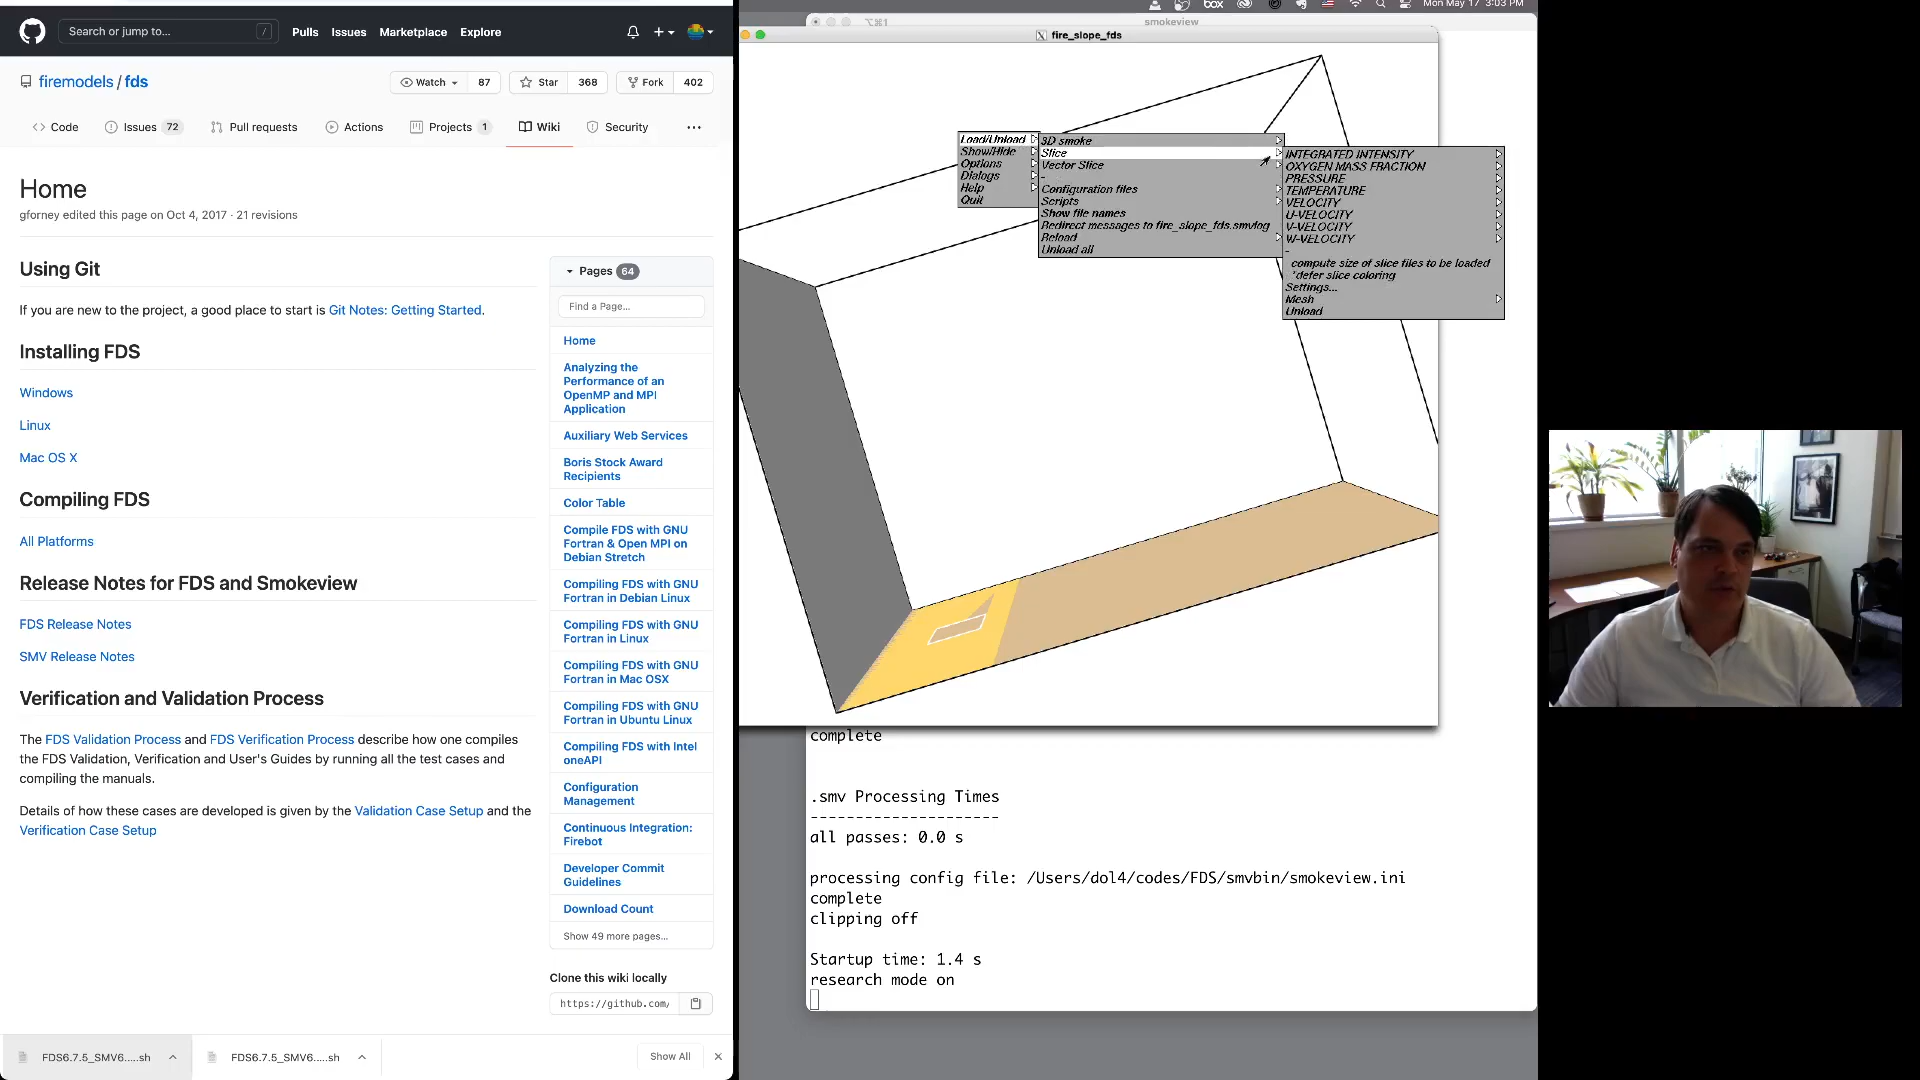 Search or jump to...
/
Pulls
Issues
Marketplace
Explore
firemodels / fds
Watch
87
Star
368
Fork
402
Code
Issues 72
Pull requests
Actions
Projects 1
Wiki
Security
Home
gforney edited this page on Oct 4, 2017 · 21 revisions
Using Git
If you are new to the project, a good place to start is Git Notes: Getting Started.
Installing FDS
Windows
Linux
Mac OS X
Compiling FDS
All Platforms
Release Notes for FDS and Smokeview
FDS Release Notes
SMV Release Notes
Verification and Validation Process
The FDS Validation Process and FDS Verification Process describe how one compiles
the FDS Validation, Verification and User's Guides by running all the test cases and
compiling the manuals.
Details of how these cases are developed is given by the Validation Case Setup and the
Verification Case Setup
Pages 64
Find a Page...
Home
Analyzing the
Performance of an
OpenMP and MPI
Application
Auxiliary Web Services
Boris Stock Award
Recipients
Color Table
Compile FDS with GNU
Fortran & Open MPI on
Debian Stretch
Compiling FDS with GNU
Fortran in Debian Linux
Compiling FDS with GNU
Fortran in Linux
Compiling FDS with GNU
Fortran in Mac OSX
Compiling FDS with GNU
Fortran in Ubuntu Linux
Compiling FDS with Intel
oneAPI
Configuration
Management
Continuous Integration:
Firebot
Developer Commit
Guidelines
Download Count
Show 49 more pages...
Clone this wiki locally
https://github.com/
FDS6.7.5_SMV6.....sh
FDS6.7.5_SMV6.....sh
Show All
box
Mon May 17 3:03 PM
⌥⌘1
smokeview
fire_slope_fds
Load/Unload
Show/Hide
Options
Dialogs
Help
Quit
3D smoke
Slice
Vector Slice
-
Configuration files
Scripts
Show file names
Redirect messages to fire_slope_fds.smvlog
Reload
Unload all
INTEGRATED INTENSITY
OXYGEN MASS FRACTION
PRESSURE
TEMPERATURE
VELOCITY
U-VELOCITY
V-VELOCITY
W-VELOCITY
-
compute size of slice files to be loaded
*defer slice coloring
Settings...
Mesh
Unload
complete
.smv Processing Times
---------------------
all passes: 0.0 s
processing config file: /Users/dol4/codes/FDS/smvbin/smokeview.ini
complete
clipping off
Startup time: 1.4 s
research mode on